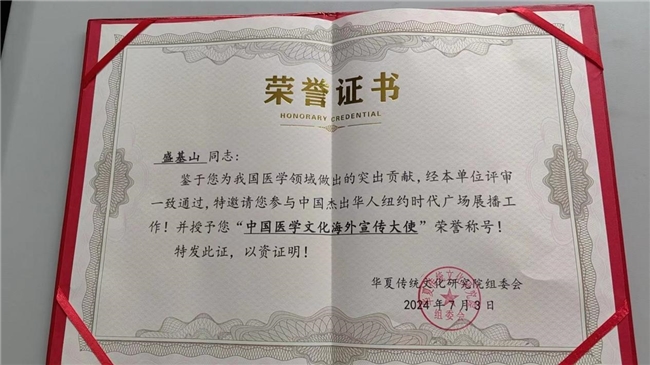 荣誉证书
HONORARY CREDENTIAL
盛基山 同志:
鉴于您为我国医学领域做出的突出贡献,经本单位评审
一致通过,特邀请您参与中国杰出华人纽约时代广场展播工
作!并授予您“中国医学文化海外宣传大使”荣誉称号!
特发此证,以资证明!
华夏传统文化研究院组委会
2024 年 7 月 3 日
组委会